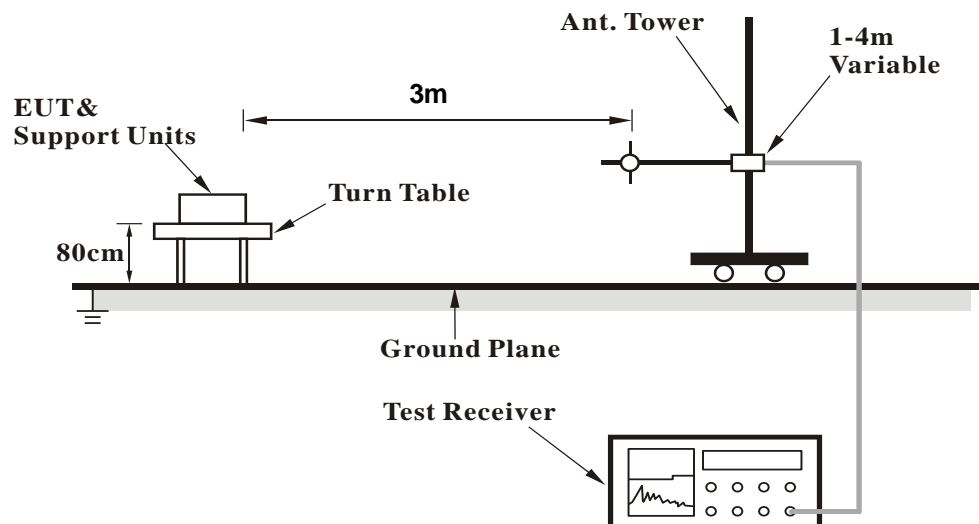 Ant. Tower
1-4m
Variable
3m
EUT&
Support Units
Turn Table
80cm
Ground Plane
Test Receiver